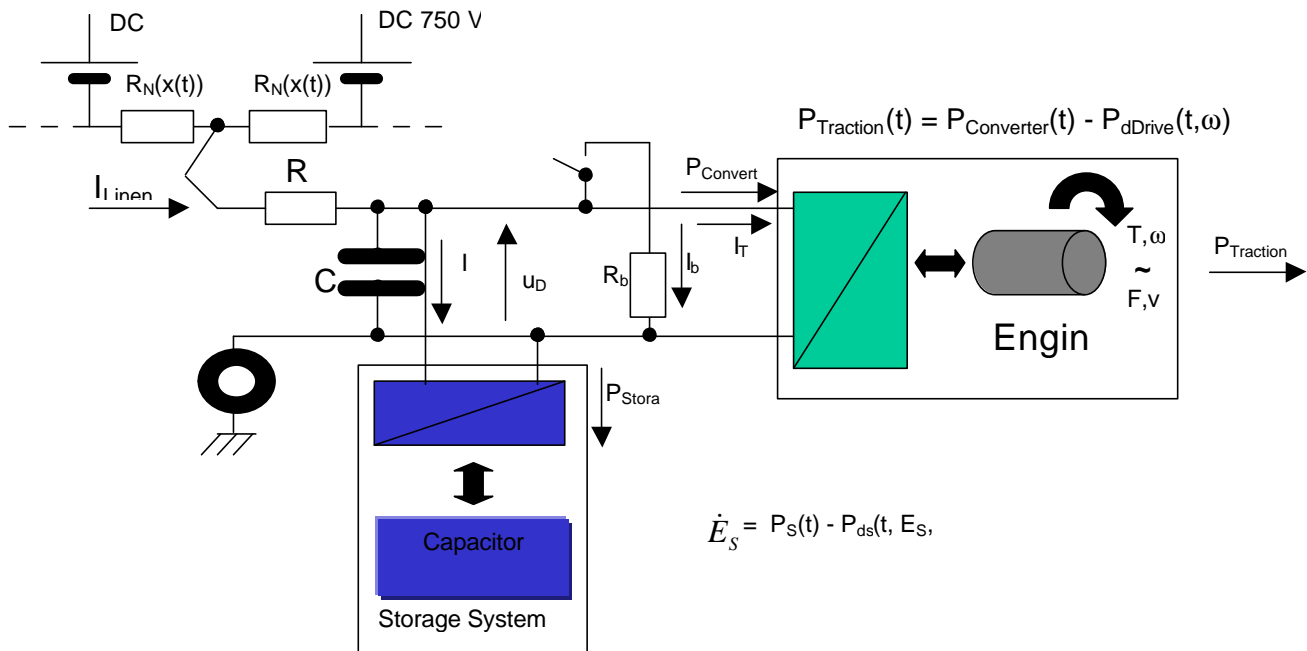 DC
DC 750 V
R_N(x(t))
R_N(x(t))
P_Traction(t) = P_Converter(t) - P_dDrive(t,ω)
I_Linen
R
P_Convert
I_T
C
I
u_D
R_b
I_b
T,ω
~
F,v
P_Traction
Engin
P_Stora
Capacitor
Storage System
Ė_S = P_S(t) - P_ds(t, E_S,